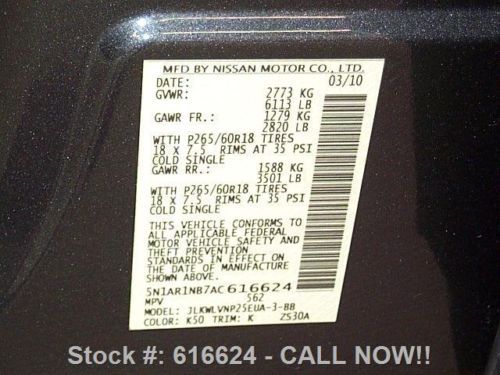 MFD BY NISSAN MOTOR CO., LTD.
DATE: 03/10
GVWR: 2773 KG
6113 LB
GAWR FR.: 1279 KG
2820 LB
WITH P265/60R18 TIRES
18 X 7.5 RIMS AT 35 PSI
COLD SINGLE
GAWR RR.: 1588 KG
3501 LB
WITH P265/60R18 TIRES
18 X 7.5 RIMS AT 35 PSI
COLD SINGLE
THIS VEHICLE CONFORMS TO
ALL APPLICABLE FEDERAL
MOTOR VEHICLE SAFETY AND
THEFT PREVENTION
STANDARDS IN EFFECT ON
THE DATE OF MANUFACTURE
SHOWN ABOVE.
5N1AR1NB7AC616624
MPV 562
MODEL: JLKWLVNP25EUA-3-BB
COLOR: K50 TRIM: K ZS30A
Stock #: 616624 - CALL NOW!!